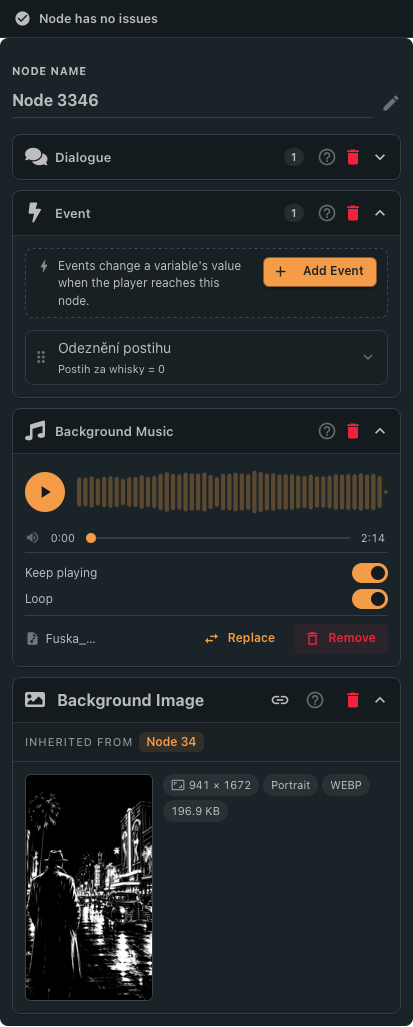 Node has no issues
NODE NAME
Node 3346
Dialogue 1
Event 1
Events change a variable's value
when the player reaches this
node.
Add Event
Odeznění postihu
Postih za whisky = 0
Background Music
0:00 2:14
Keep playing
Loop
Fuska_... Replace Remove
Background Image
INHERITED FROM Node 34
941 × 1672 Portrait WEBP
196.9 KB